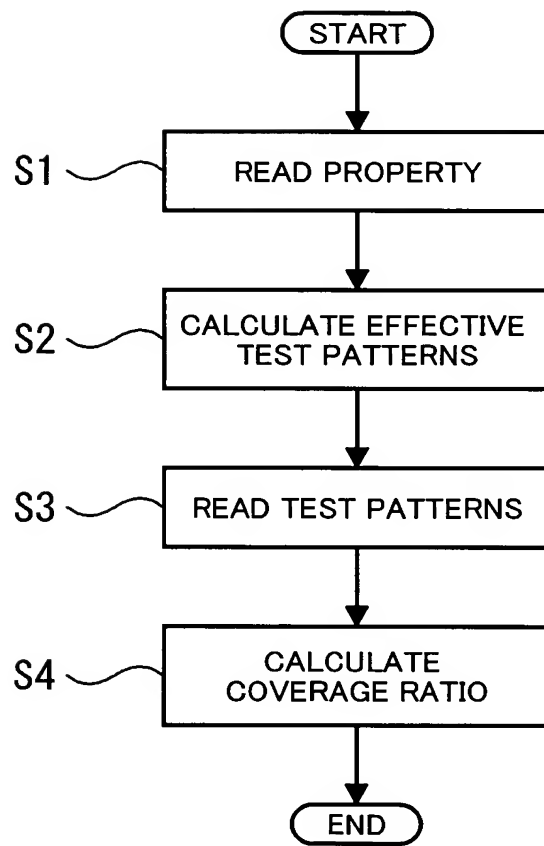 START
S1
READ PROPERTY
S2
CALCULATE EFFECTIVE
TEST PATTERNS
S3
READ TEST PATTERNS
S4
CALCULATE
COVERAGE RATIO
END